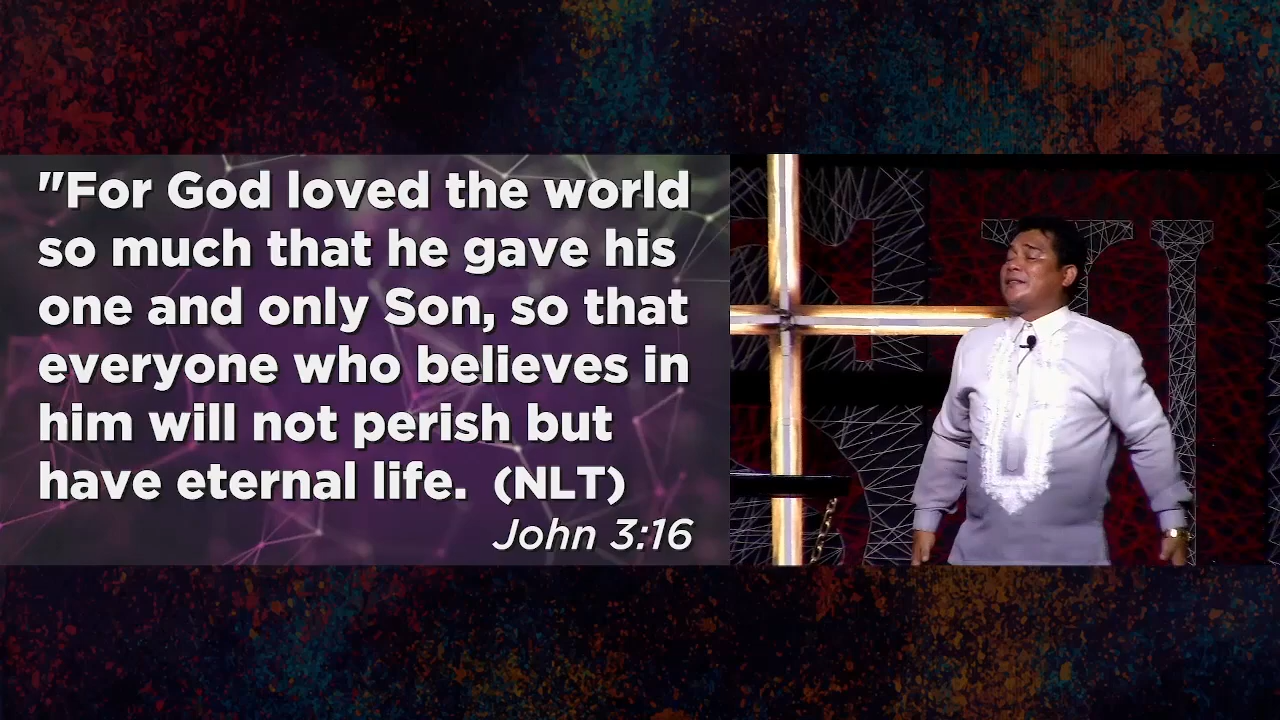 "For God loved the world
so much that he gave his
one and only Son, so that
everyone who believes in
him will not perish but
have eternal life. (NLT)
John 3:16